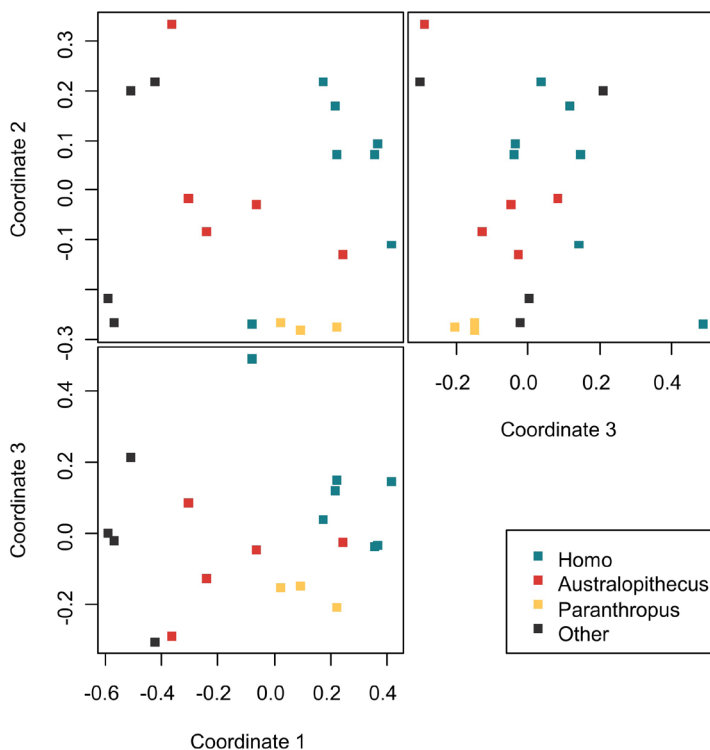 0.3
0.2
0.1
0.0
-0.1
-0.3
Coordinate 2
-0.2 0.0 0.2 0.4
Coordinate 3
0.4
0.2
0.0
-0.2
Coordinate 3
-0.6 -0.4 -0.2 0.0 0.2 0.4
Coordinate 1
Homo
Australopithecus
Paranthropus
Other